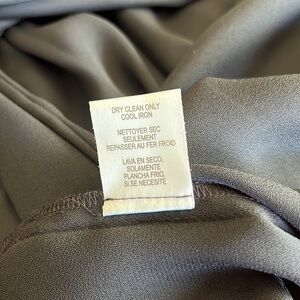 DRY CLEAN ONLY
COOL IRON
NETTOYER SEC
SEULEMENT
REPASSER AU FER FROID
LAVA EN SECO,
SOLAMENTE
PLANCHA FRIO,
SI SE NECESITE